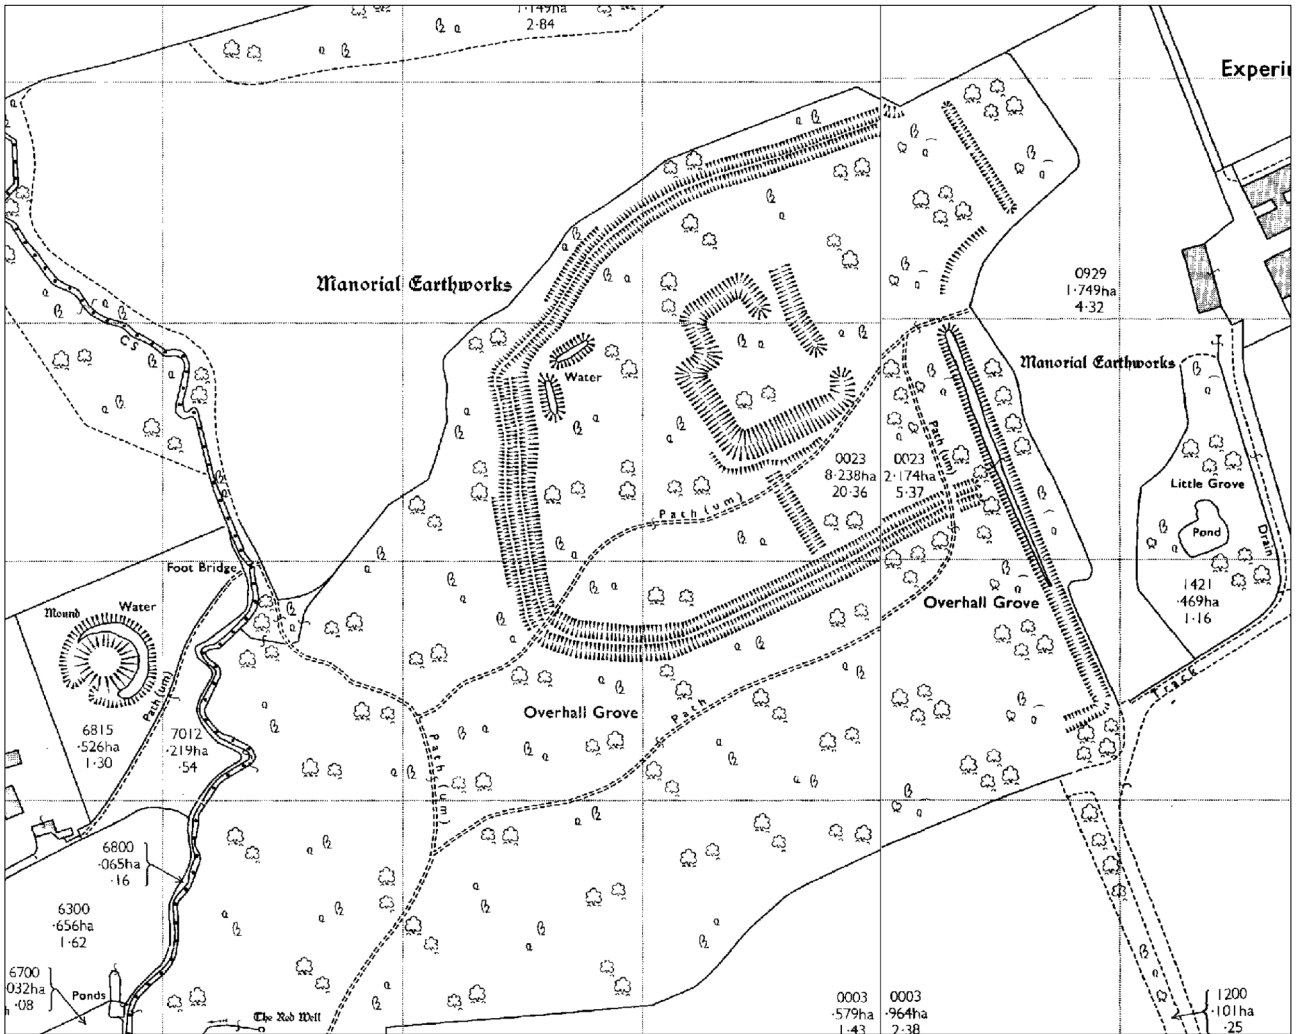 1·149ha
2·84
Experi
Manorial Earthworks
0929
1·749ha
4·32
CS
Water
Manorial Earthworks
Path (um)
0023
8·238ha
20·36
0023
2·174ha
5·37
Little Grove
Path (um)
Pond
Drain
Foot Bridge
1421
·469ha
1·16
Mound
Water
Overhall Grove
Path (um)
Track
Overhall Grove
Path
6815
·526ha
1·30
7012
·219ha
·54
Path (um)
6800
·065ha
·16
6300
·656ha
1·62
6700
·032ha
·08
Ponds
The Red Well
0003
·579ha
1·43
0003
·964ha
2·38
1200
·101ha
·25